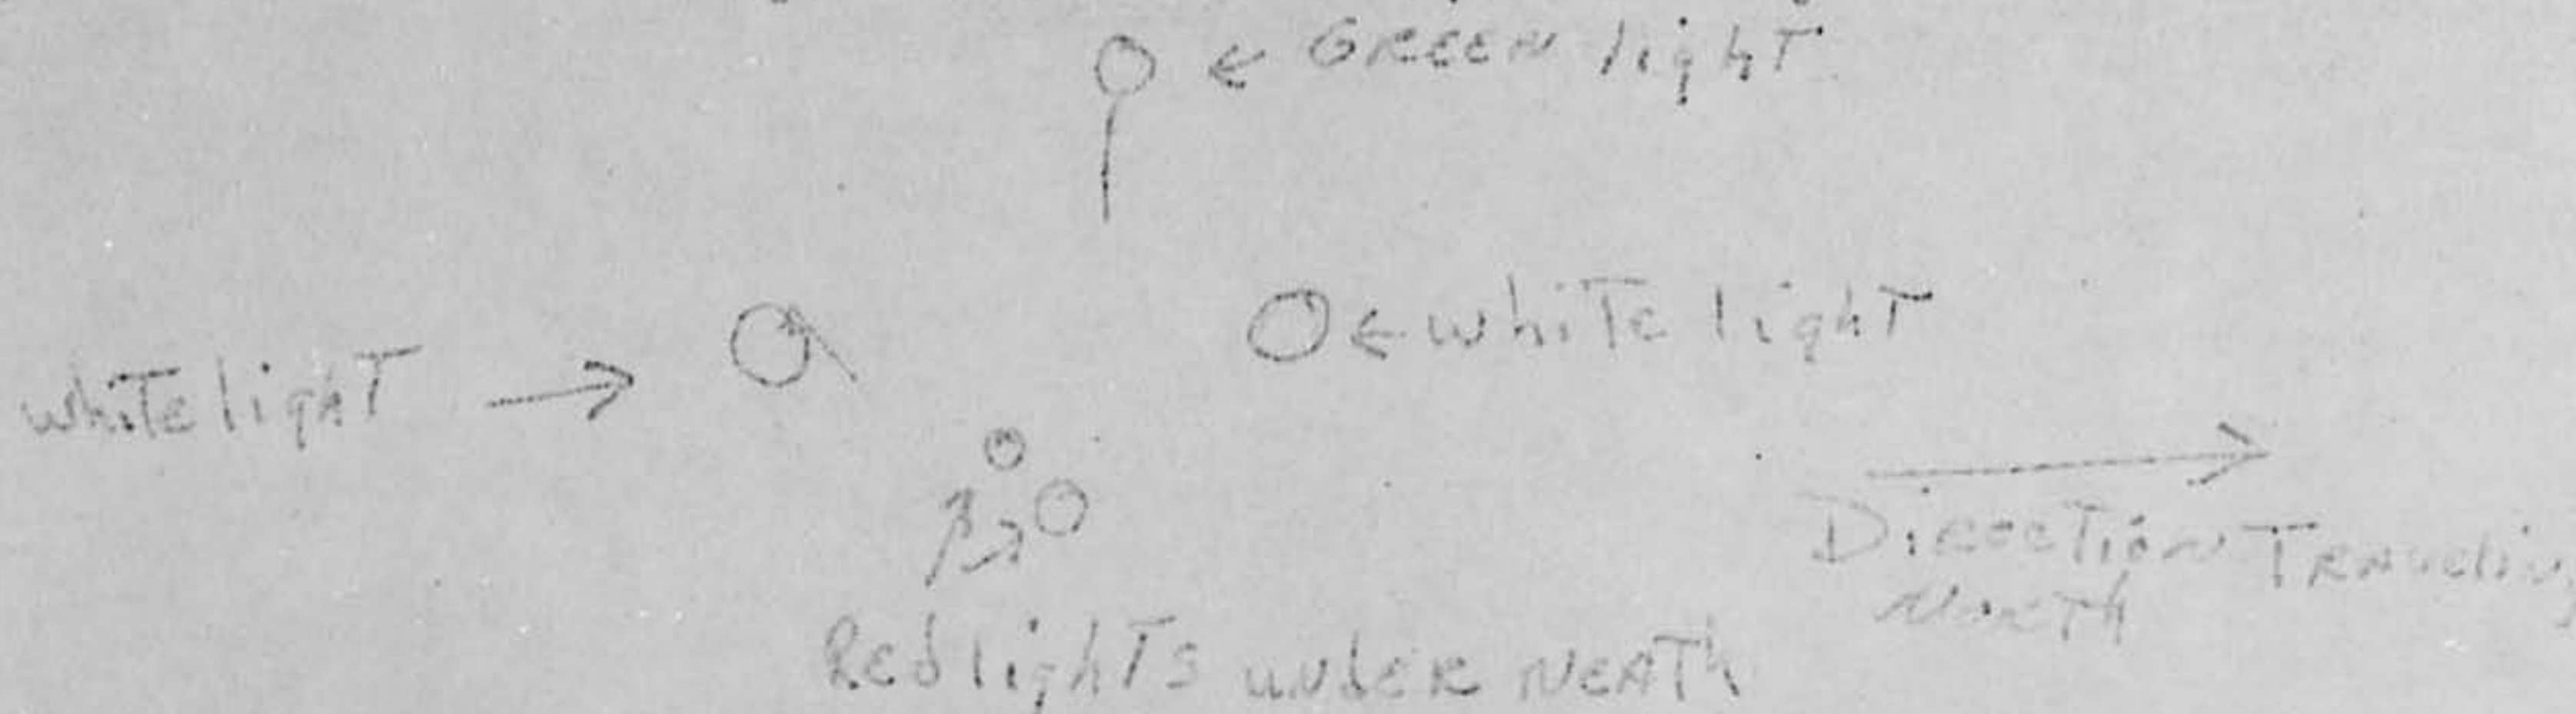 GREEN light
white light
white light
Direction Traveling
North
Red lights under neath